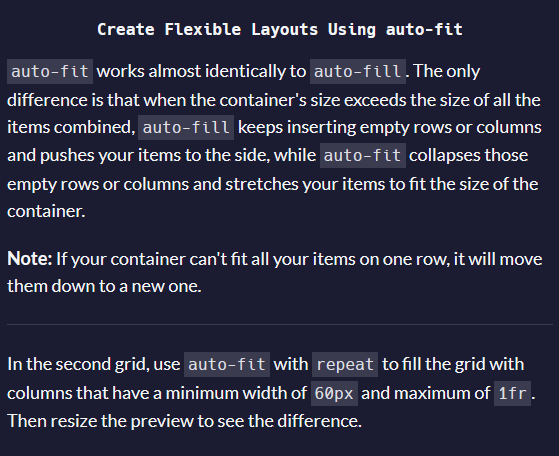 Create Flexible Layouts Using auto-fit
auto-fit works almost identically to auto-fill. The only
difference is that when the container's size exceeds the size of all the
items combined, auto-fill keeps inserting empty rows or columns
and pushes your items to the side, while auto-fit collapses those
empty rows or columns and stretches your items to fit the size of the
container.
Note: If your container can't fit all your items on one row, it will move
them down to a new one.
In the second grid, use auto-fit with repeat to fill the grid with
columns that have a minimum width of 60px and maximum of 1fr.
Then resize the preview to see the difference.